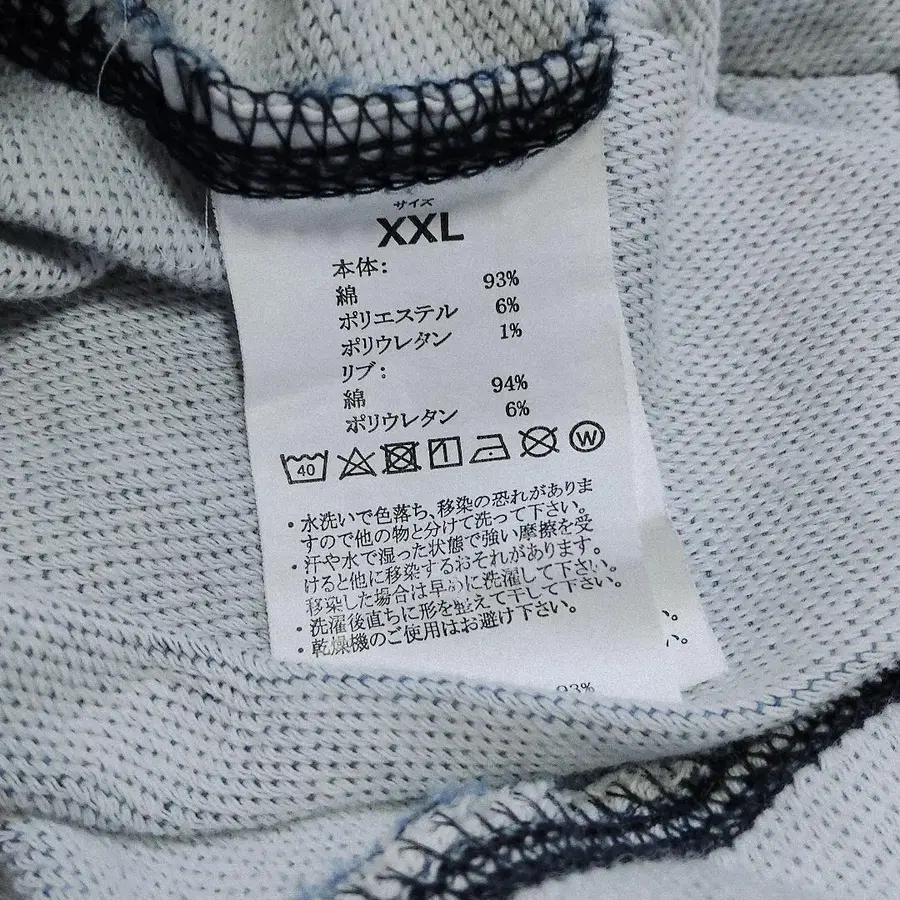 サイズ
XXL
本体:
綿 93%
ポリエステル 6%
ポリウレタン 1%
リブ:
綿 94%
ポリウレタン 6%
40 W
・水洗いで色落ち、移染の恐れがありま
すので他の物と分けて洗って下さい。
・汗や水で湿った状態で強い摩擦を受
けると他に移染するおそれがあります。
移染した場合は早めに洗濯して下さい。
・洗濯後直ちに形を整えて干して下さい。
・乾燥機のご使用はお避け下さい。
い。
93%